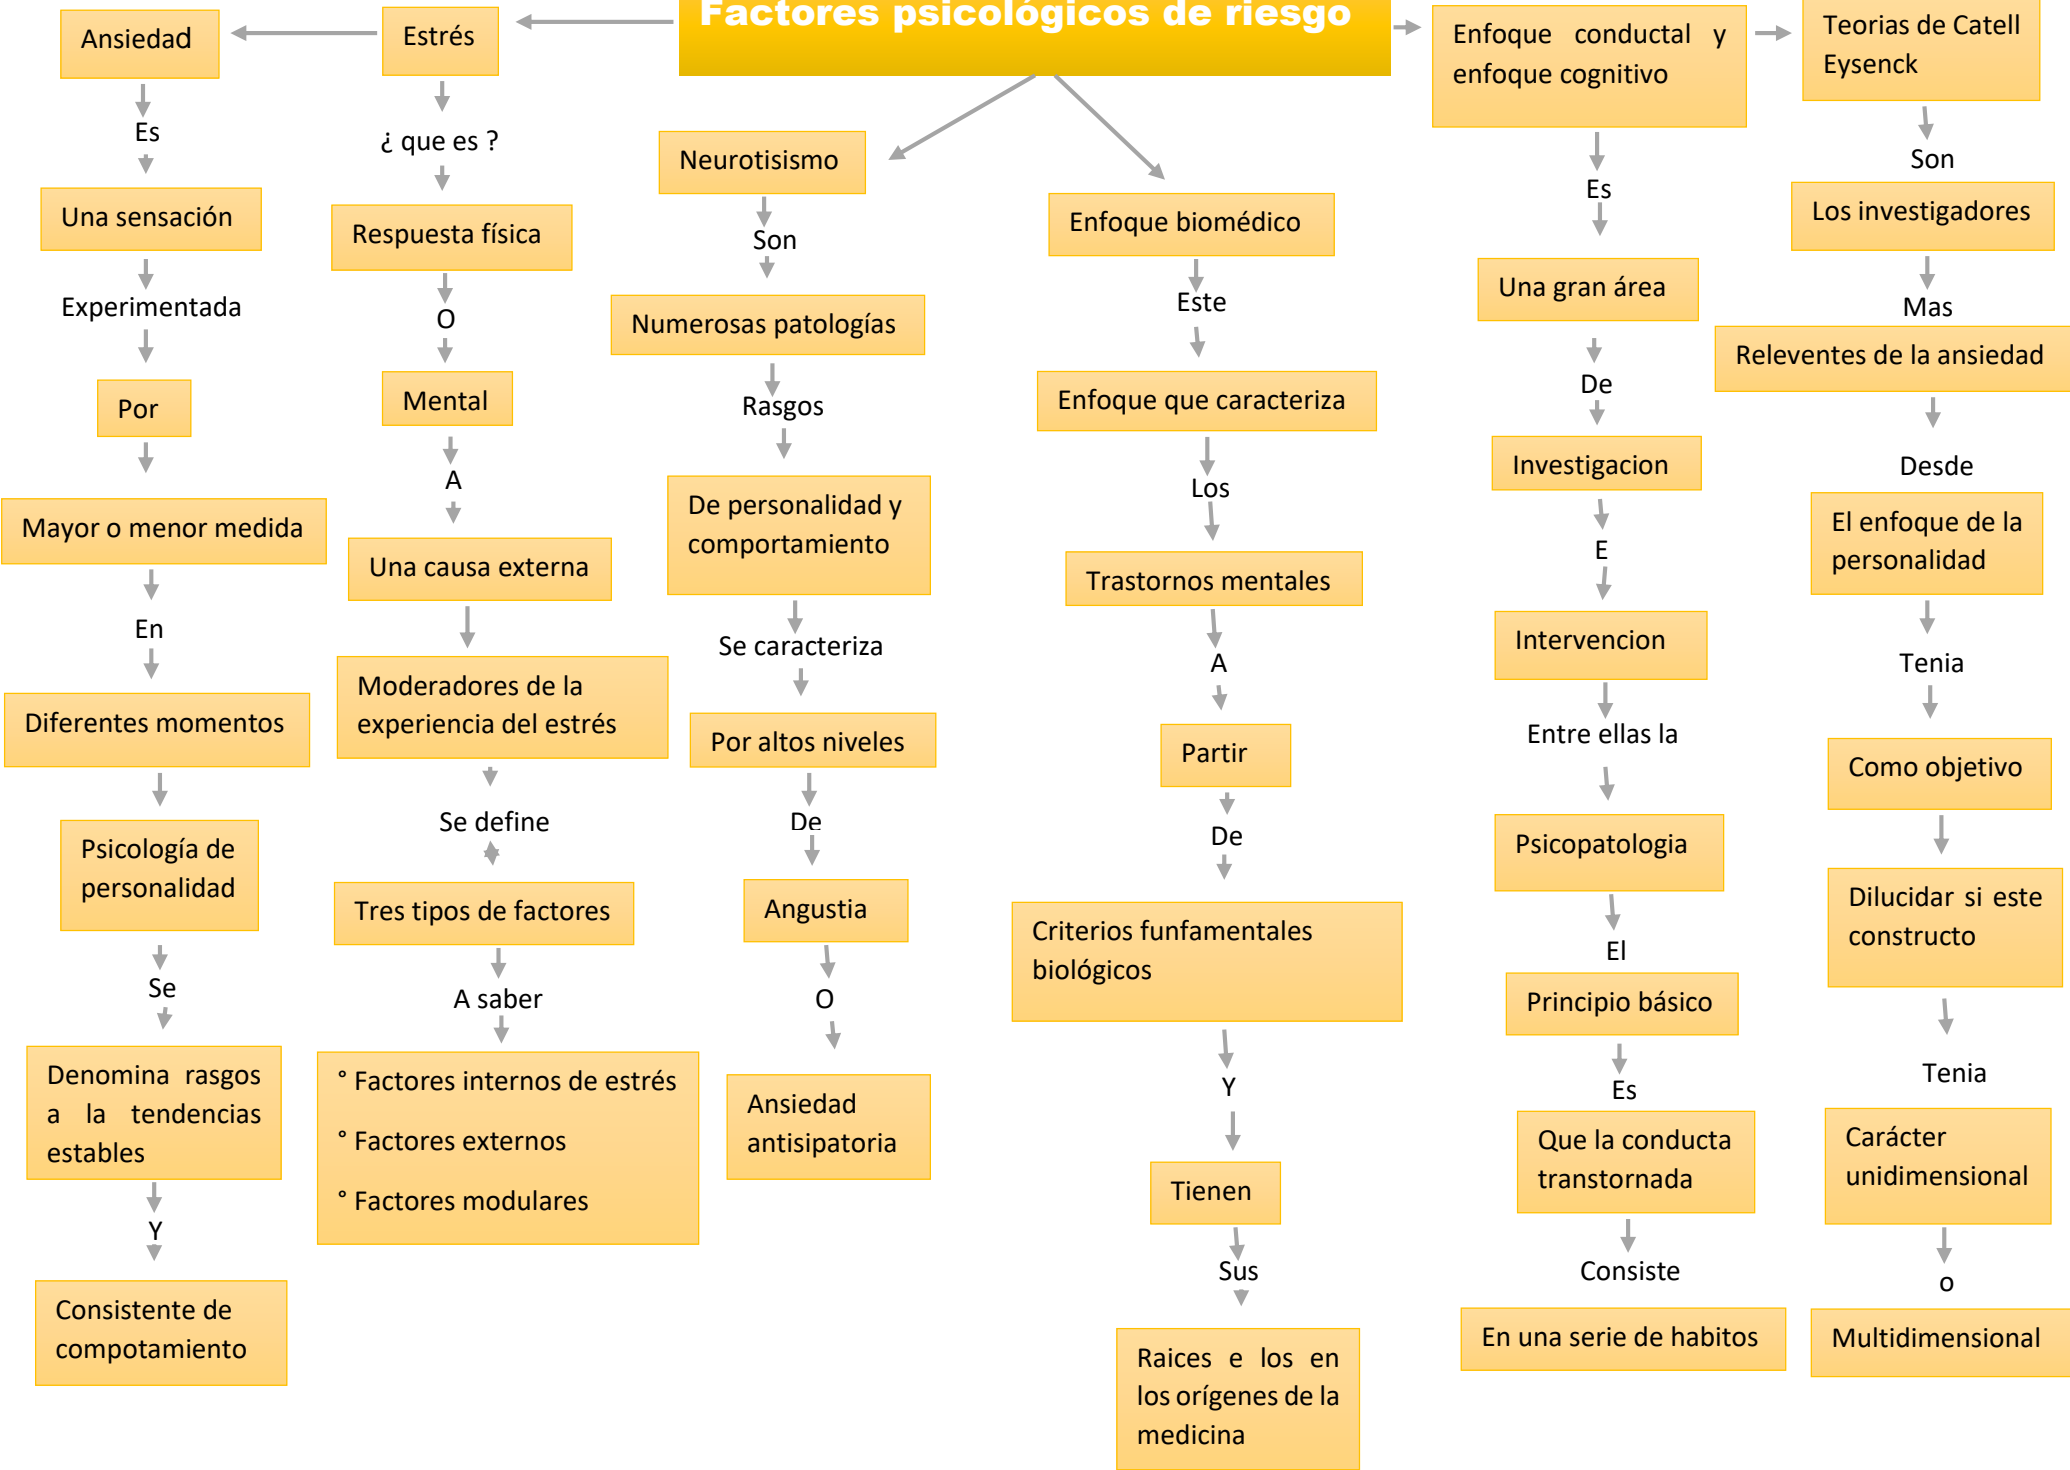 Factores psicológicos de riesgo
Ansiedad
Es
Una sensación
Experimentada
Por
Mayor o menor medida
En
Diferentes momentos
Psicología de
personalidad
Se
Denomina rasgos
a la tendencias
estables
Y
Consistente de
compotamiento
Estrés
¿ que es ?
Respuesta física
O
Mental
A
Una causa externa
Moderadores de la
experiencia del estrés
Se define
Tres tipos de factores
A saber
° Factores internos de estrés
° Factores externos
° Factores modulares
Neurotisismo
Son
Numerosas patologías
Rasgos
De personalidad y
comportamiento
Se caracteriza
Por altos niveles
De
Angustia
O
Ansiedad
antisipatoria
Enfoque biomédico
Este
Enfoque que caracteriza
Los
Trastornos mentales
A
Partir
De
Criterios funfamentales
biológicos
Y
Tienen
Sus
Raices e los en
los orígenes de la
medicina
Enfoque conductal y
enfoque cognitivo
Es
Una gran área
De
Investigacion
E
Intervencion
Entre ellas la
Psicopatologia
El
Principio básico
Es
Que la conducta
transtornada
Consiste
En una serie de habitos
Teorias de Catell
Eysenck
Son
Los investigadores
Mas
Releventes de la ansiedad
Desde
El enfoque de la
personalidad
Tenia
Como objetivo
Dilucidar si este
constructo
Tenia
Carácter
unidimensional
o
Multidimensional